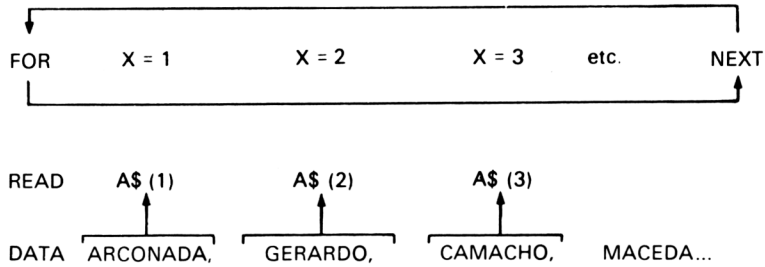 FOR X = 1 X = 2 X = 3 etc. NEXT
READ A$ (1) A$ (2) A$ (3)
DATA ARCONADA, GERARDO, CAMACHO, MACEDA...